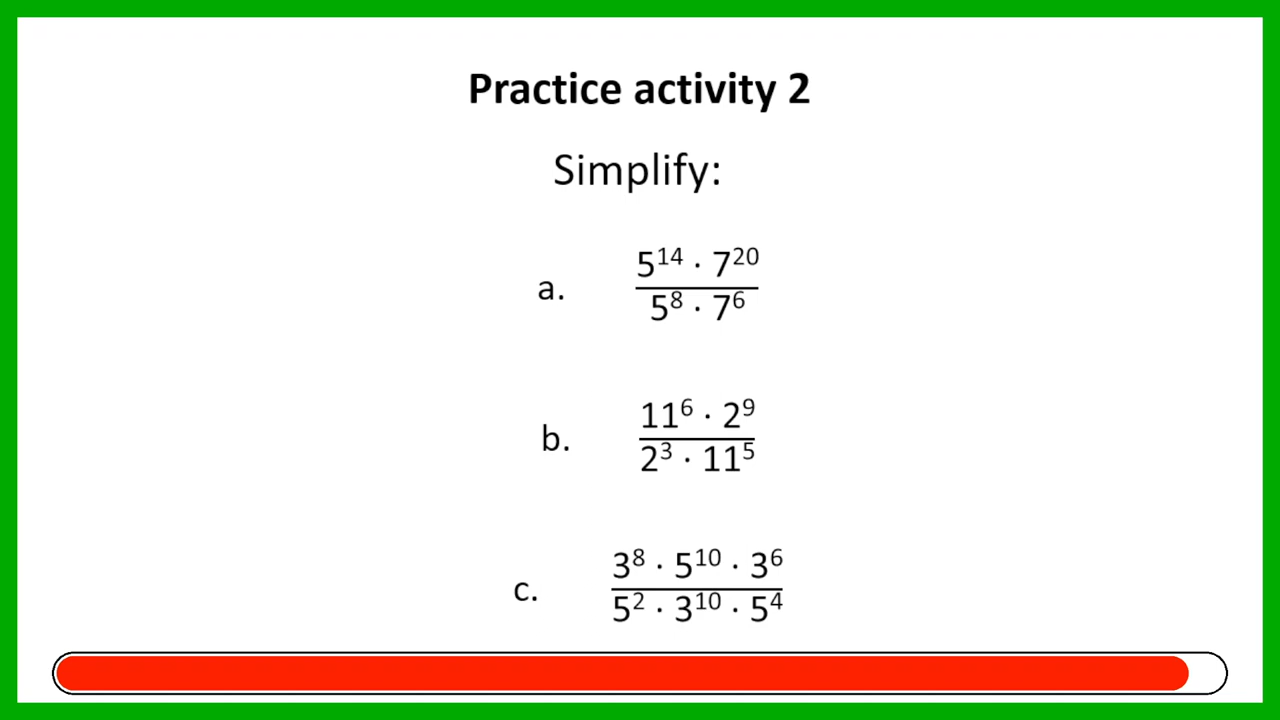 Practice activity 2
Simplify:
a. 5¹⁴ · 7²⁰
5⁸ · 7⁶
b. 11⁶ · 2⁹
2³ · 11⁵
c. 3⁸ · 5¹⁰ · 3⁶
5² · 3¹⁰ · 5⁴